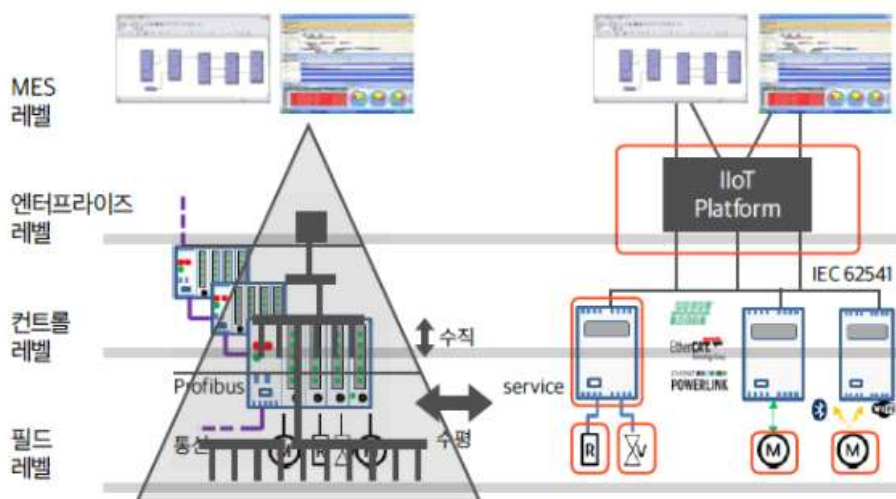 MES
레벨
엔터프라이즈
레벨
컨트롤
레벨
필드
레벨
Profibus
통신
수직
수평
service
M
R
M
IIoT
Platform
IEC 62541
EtherCAT
POWERLINK
R
V
M
M